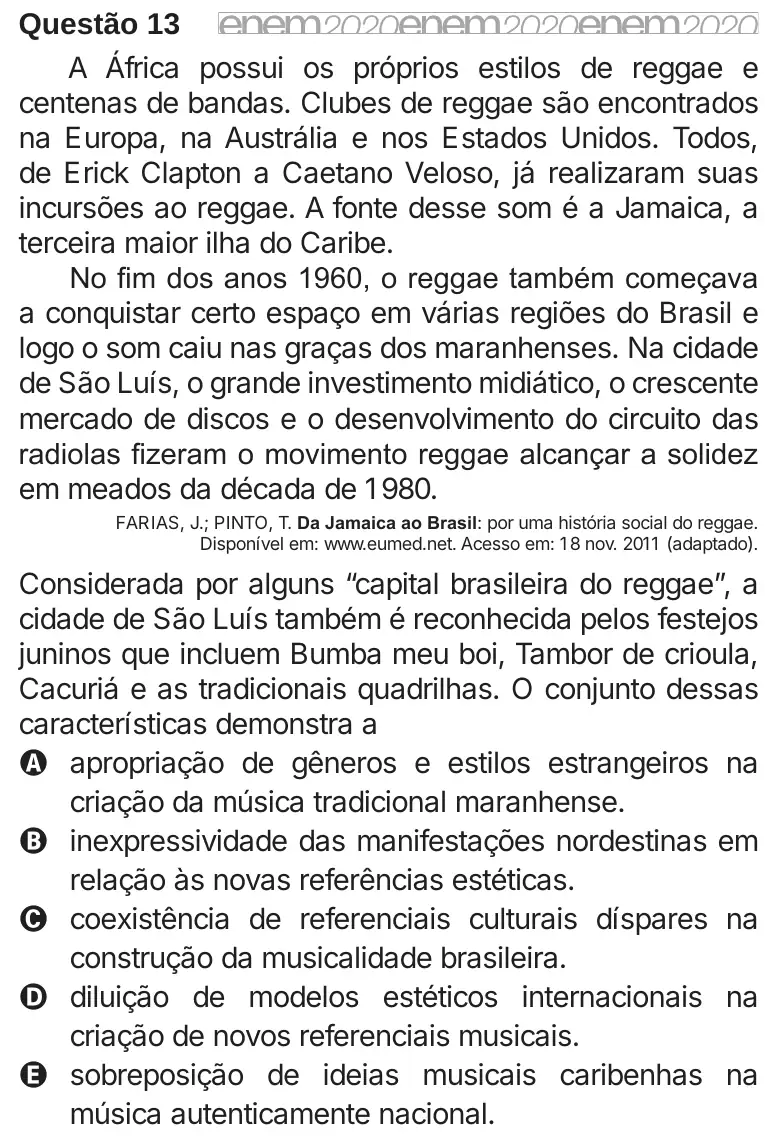 Questão 13 enem2020enem2020enem2020
A África possui os próprios estilos de reggae e
centenas de bandas. Clubes de reggae são encontrados
na Europa, na Austrália e nos Estados Unidos. Todos,
de Erick Clapton a Caetano Veloso, já realizaram suas
incursões ao reggae. A fonte desse som é a Jamaica, a
terceira maior ilha do Caribe.
No fim dos anos 1960, o reggae também começava
a conquistar certo espaço em várias regiões do Brasil e
logo o som caiu nas graças dos maranhenses. Na cidade
de São Luís, o grande investimento midiático, o crescente
mercado de discos e o desenvolvimento do circuito das
radiolas fizeram o movimento reggae alcançar a solidez
em meados da década de 1980.
FARIAS, J.; PINTO, T. Da Jamaica ao Brasil: por uma história social do reggae.
Disponível em: www.eumed.net. Acesso em: 18 nov. 2011 (adaptado).
Considerada por alguns “capital brasileira do reggae”, a
cidade de São Luís também é reconhecida pelos festejos
juninos que incluem Bumba meu boi, Tambor de crioula,
Cacuriá e as tradicionais quadrilhas. O conjunto dessas
características demonstra a
A apropriação de gêneros e estilos estrangeiros na
criação da música tradicional maranhense.
B inexpressividade das manifestações nordestinas em
relação às novas referências estéticas.
C coexistência de referenciais culturais díspares na
construção da musicalidade brasileira.
D diluição de modelos estéticos internacionais na
criação de novos referenciais musicais.
E sobreposição de ideias musicais caribenhas na
música autenticamente nacional.